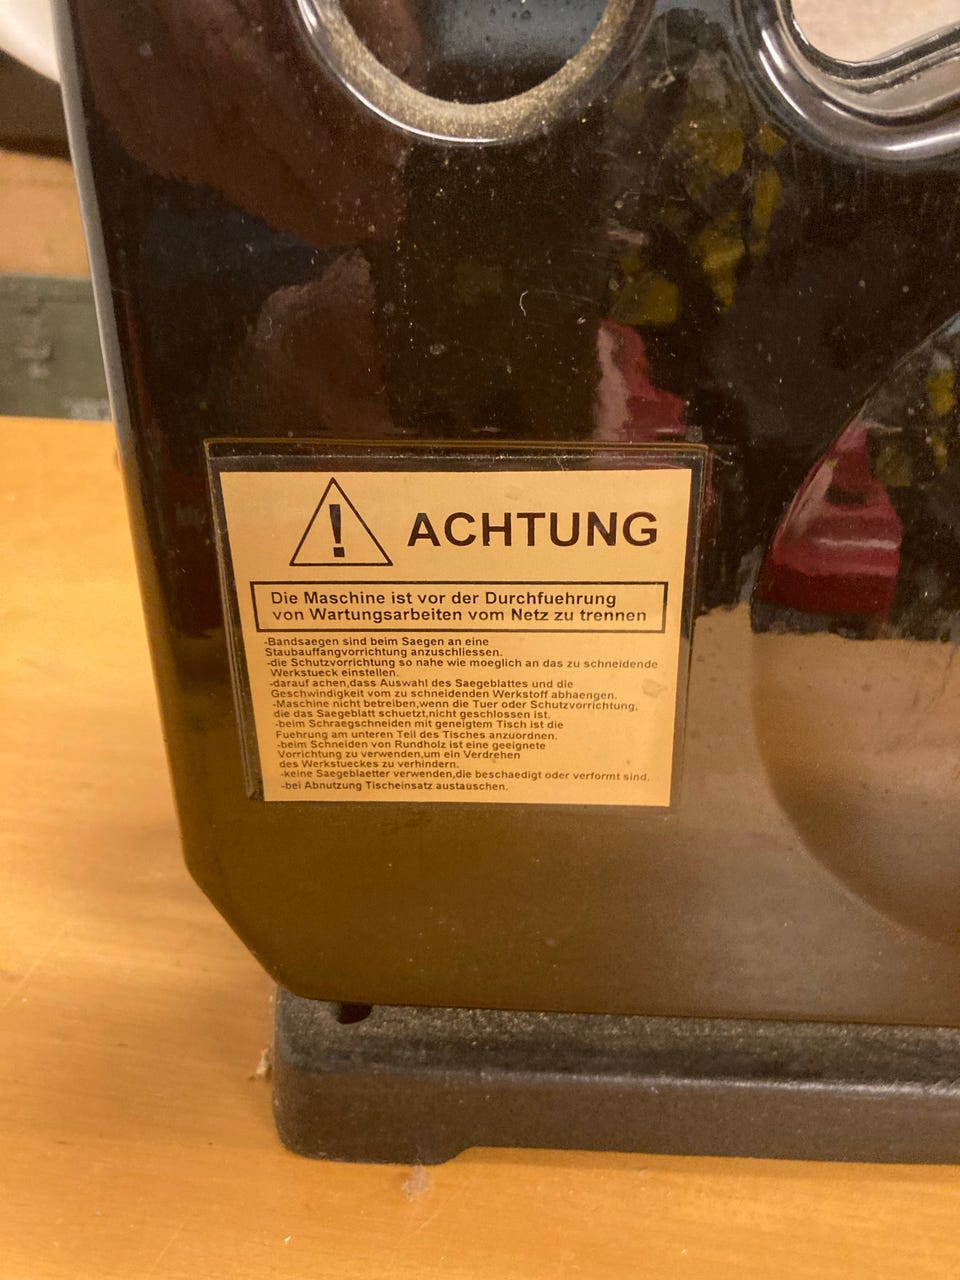 !
ACHTUNG
Die Maschine ist vor der Durchfuehrung
von Wartungsarbeiten vom Netz zu trennen
-Bandsaegen sind beim Saegen an eine
Staubauffangvorrichtung anzuschliessen.
-die Schutzvorrichtung so nahe wie moeglich an das zu schneidende
Werkstueck einstellen.
-darauf achen,dass Auswahl des Saegeblattes und die
Geschwindigkeit vom zu schneidenden Werkstoff abhaengen.
-Maschine nicht betreiben,wenn die Tuer oder Schutzvorrichtung,
die das Saegeblatt schuetzt,nicht geschlossen ist.
-beim Schraegschneiden mit geneigtem Tisch ist die
Fuehrung am unteren Teil des Tisches anzuordnen.
-beim Schneiden von Rundholz ist eine geeignete
Vorrichtung zu verwenden,um ein Verdrehen
des Werkstueckes zu verhindern.
-keine Saegeblaetter verwenden,die beschaedigt oder verformt sind.
-bei Abnutzung Tischeinsatz austauschen.